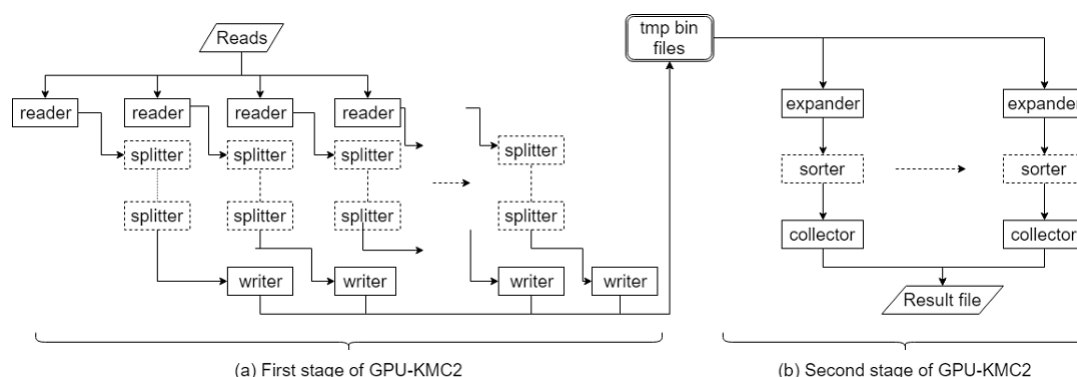 Reads
tmp bin
files
reader
reader
reader
reader
expander
expander
splitter
splitter
splitter
splitter
sorter
sorter
splitter
splitter
splitter
splitter
collector
collector
writer
writer
writer
writer
Result file
(a) First stage of GPU-KMC2
(b) Second stage of GPU-KMC2